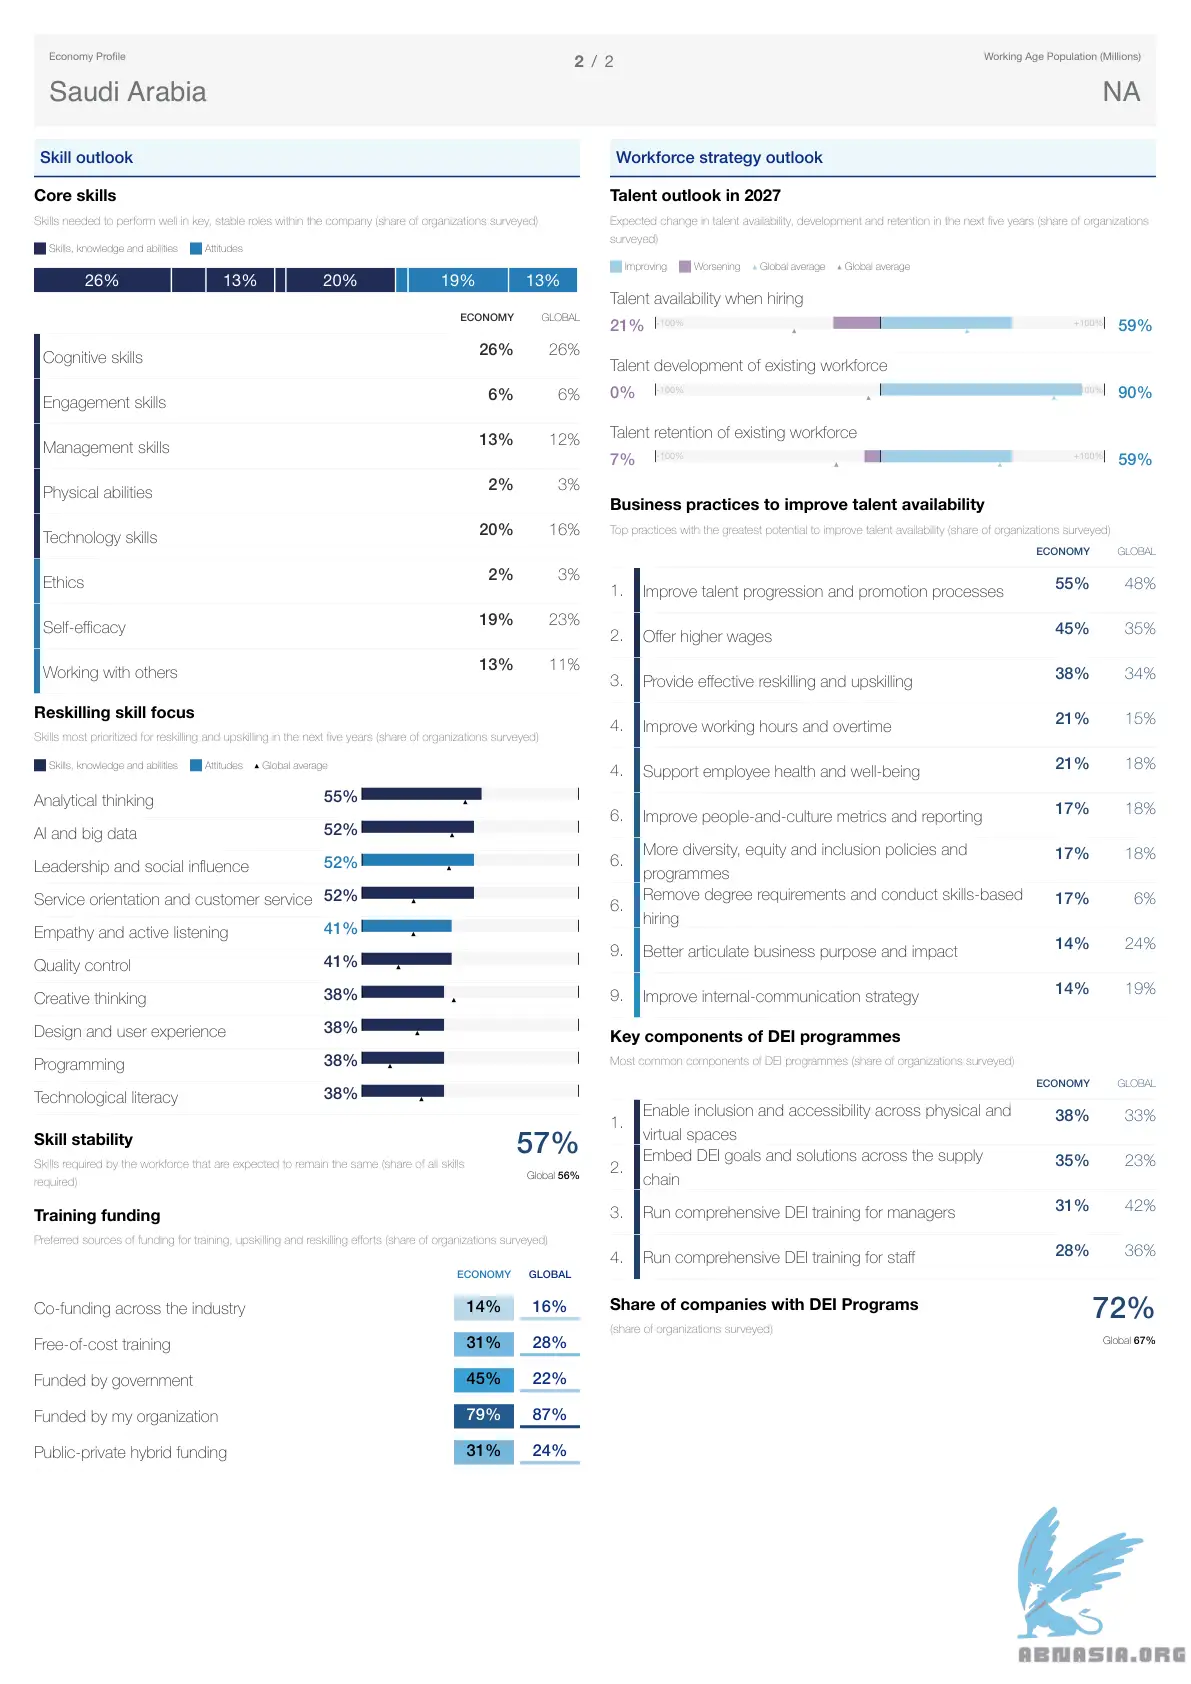 Economy Profile
2 / 2
Working Age Population (Millions)
Saudi Arabia
NA
Skill outlook
Core skills
Skills needed to perform well in key, stable roles within the company (share of organizations surveyed)
Skills, knowledge and abilities Attitudes
26% 13% 20% 19% 13%
ECONOMY GLOBAL
Cognitive skills 26% 26%
Engagement skills 6% 6%
Management skills 13% 12%
Physical abilities 2% 3%
Technology skills 20% 16%
Ethics 2% 3%
Self-efficacy 19% 23%
Working with others 13% 11%
Reskilling skill focus
Skills most prioritized for reskilling and upskilling in the next five years (share of organizations surveyed)
Skills, knowledge and abilities Attitudes Global average
Analytical thinking 55%
AI and big data 52%
Leadership and social influence 52%
Service orientation and customer service 52%
Empathy and active listening 41%
Quality control 41%
Creative thinking 38%
Design and user experience 38%
Programming 38%
Technological literacy 38%
Skill stability 57%
Skills required by the workforce that are expected to remain the same (share of all skills
required)
Global 56%
Training funding
Preferred sources of funding for training, upskilling and reskilling efforts (share of organizations surveyed)
ECONOMY GLOBAL
Co-funding across the industry 14% 16%
Free-of-cost training 31% 28%
Funded by government 45% 22%
Funded by my organization 79% 87%
Public-private hybrid funding 31% 24%
Workforce strategy outlook
Talent outlook in 2027
Expected change in talent availability, development and retention in the next five years (share of organizations
surveyed)
Improving Worsening Global average Global average
Talent availability when hiring
21% -100% +100% 59%
Talent development of existing workforce
0% -100% +100% 90%
Talent retention of existing workforce
7% -100% +100% 59%
Business practices to improve talent availability
Top practices with the greatest potential to improve talent availability (share of organizations surveyed)
ECONOMY GLOBAL
1. Improve talent progression and promotion processes 55% 48%
2. Offer higher wages 45% 35%
3. Provide effective reskilling and upskilling 38% 34%
4. Improve working hours and overtime 21% 15%
4. Support employee health and well-being 21% 18%
6. Improve people-and-culture metrics and reporting 17% 18%
6. More diversity, equity and inclusion policies and
programmes 17% 18%
6. Remove degree requirements and conduct skills-based
hiring 17% 6%
9. Better articulate business purpose and impact 14% 24%
9. Improve internal-communication strategy 14% 19%
Key components of DEI programmes
Most common components of DEI programmes (share of organizations surveyed)
ECONOMY GLOBAL
1. Enable inclusion and accessibility across physical and
virtual spaces 38% 33%
2. Embed DEI goals and solutions across the supply
chain 35% 23%
3. Run comprehensive DEI training for managers 31% 42%
4. Run comprehensive DEI training for staff 28% 36%
Share of companies with DEI Programs 72%
(share of organizations surveyed)
Global 67%
ABNASIA.ORG